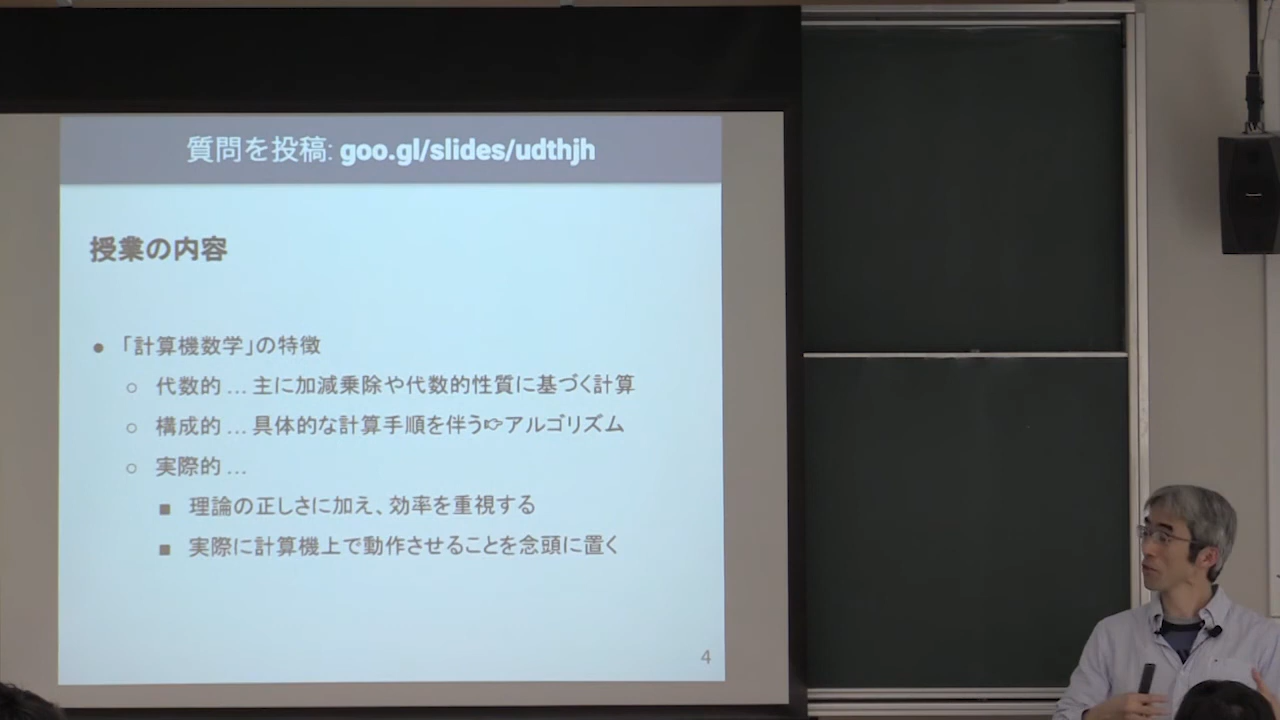 質問を投稿: goo.gl/slides/udthjh
授業の内容
● 「計算機数学」の特徴
○ 代数的 … 主に加減乗除や代数的性質に基づく計算
○ 構成的 … 具体的な計算手順を伴う☞アルゴリズム
○ 実際的 …
■ 理論の正しさに加え、効率を重視する
■ 実際に計算機上で動作させることを念頭に置く
4